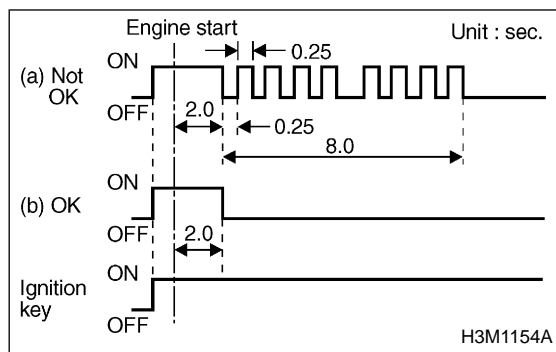 Engine start
Unit : sec.
(a) Not OK
ON
OFF
0.25
2.0
0.25
8.0
(b) OK
ON
OFF
2.0
Ignition key
ON
OFF
H3M1154A